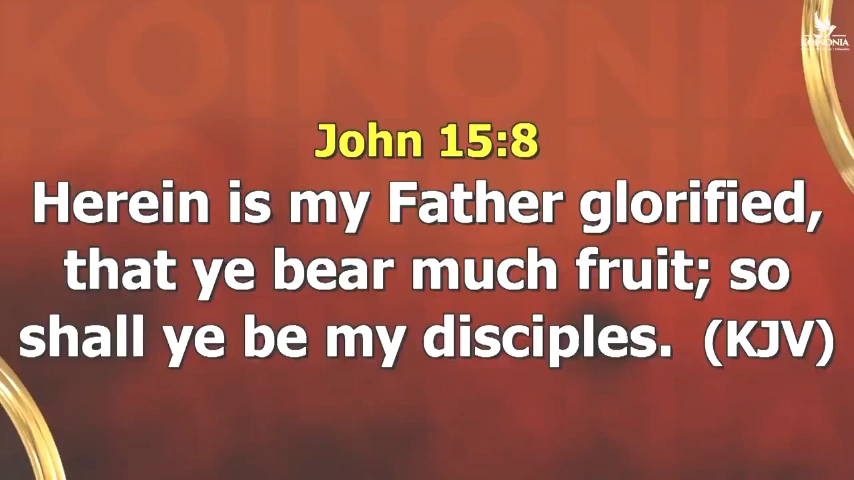 KOINONIA
KOINONIA
John 15:8
Herein is my Father glorified,
that ye bear much fruit; so
shall ye be my disciples. (KJV)